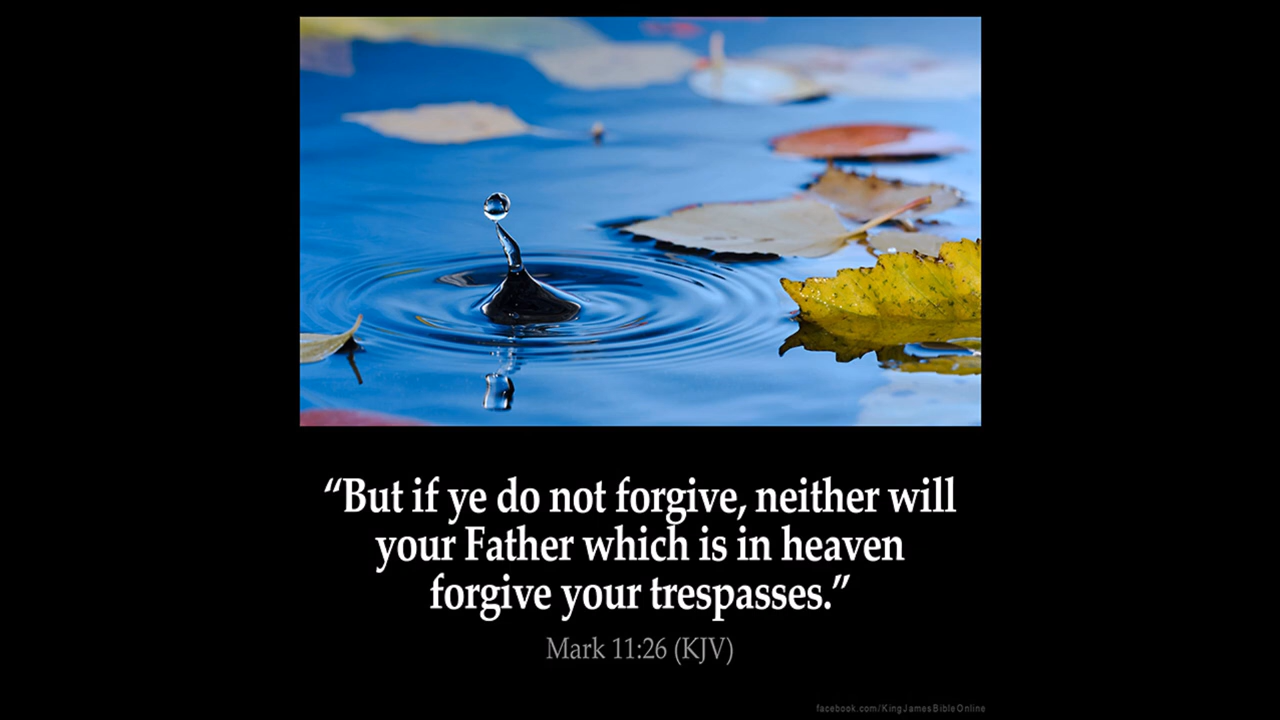 “But if ye do not forgive, neither will
your Father which is in heaven
forgive your trespasses.”
Mark 11:26 (KJV)
facebook.com/KingJamesBibleOnline